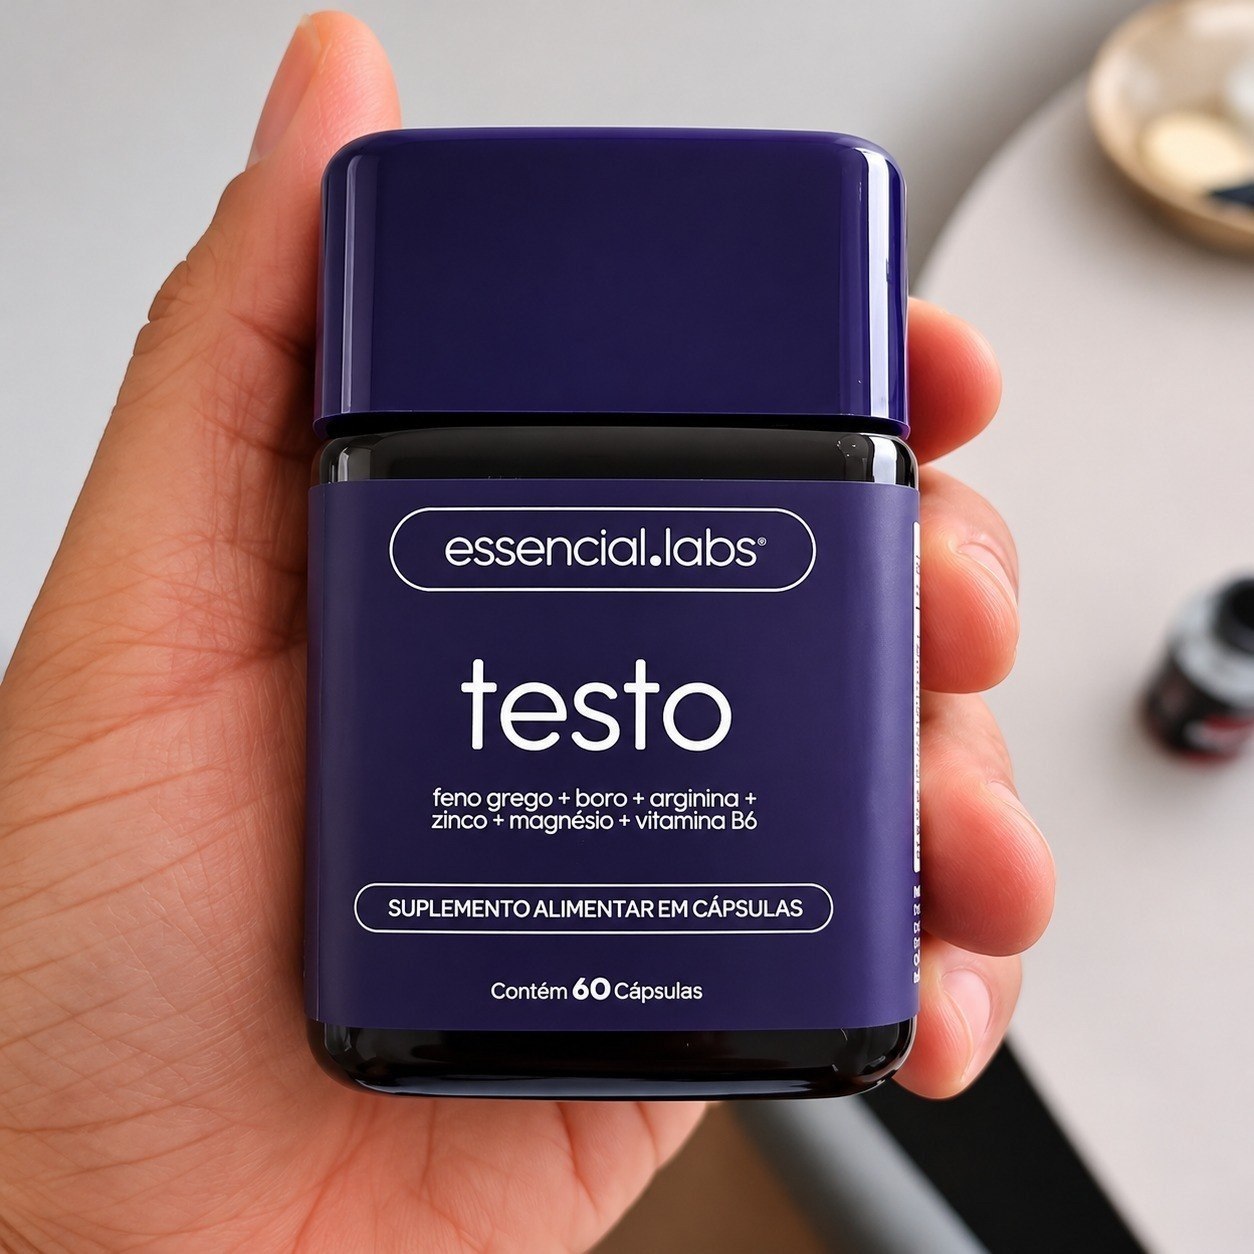 essencial.labs®
testo
feno grego + boro + arginina +
zinco + magnésio + vitamina B6
SUPLEMENTO ALIMENTAR EM CÁPSULAS
Contém 60 Cápsulas